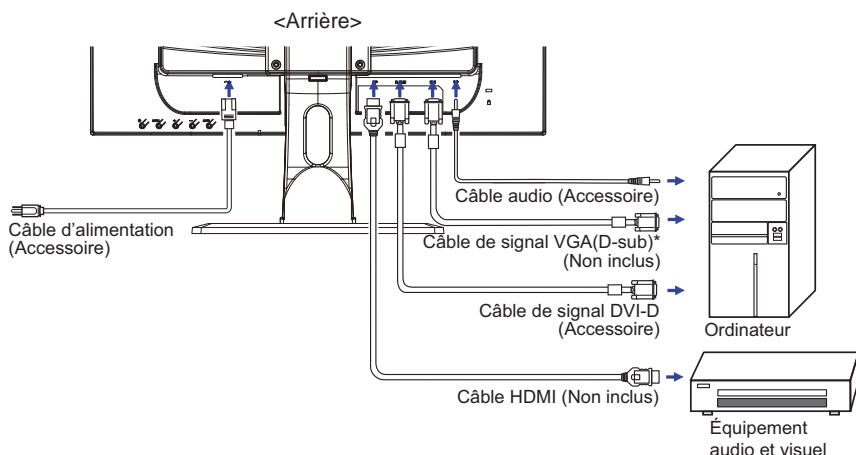 <Arrière>
Câble audio (Accessoire)
Câble d’alimentation
(Accessoire)
Câble de signal VGA(D-sub)*
(Non inclus)
Câble de signal DVI-D
(Accessoire)
Ordinateur
Câble HDMI (Non inclus)
Équipement
audio et visuel